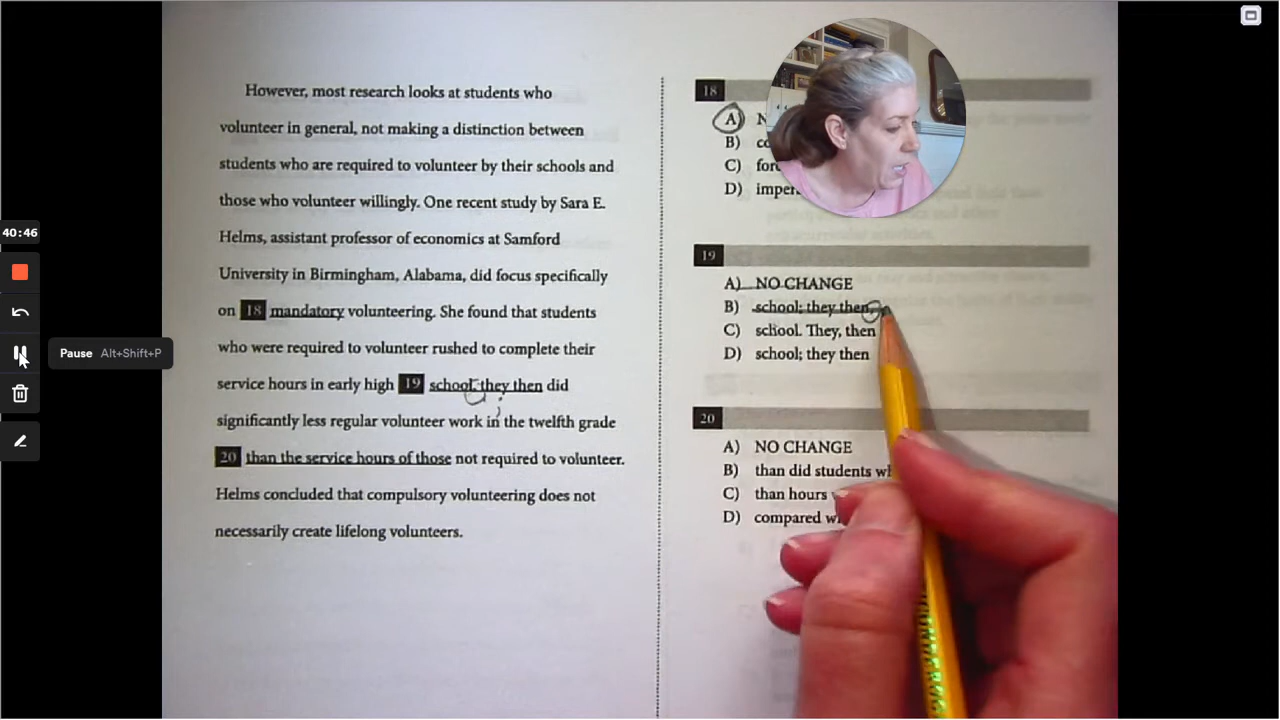 40:46
Pause Alt+Shift+P
However, most research looks at students who
volunteer in general, not making a distinction between
students who are required to volunteer by their schools and
those who volunteer willingly. One recent study by Sara E.
Helms, assistant professor of economics at Samford
University in Birmingham, Alabama, did focus specifically
on 18 mandatory volunteering. She found that students
who were required to volunteer rushed to complete their
service hours in early high 19 school, they then did
significantly less regular volunteer work in the twelfth grade
20 than the service hours of those not required to volunteer.
Helms concluded that compulsory volunteering does not
necessarily create lifelong volunteers.
18
A)
B)
C)
D)
19
A) NO CHANGE
B) school; they then
C) school. They, then
D) school; they then
20
A) NO CHANGE
B) than did students
C) than hours
D) compared